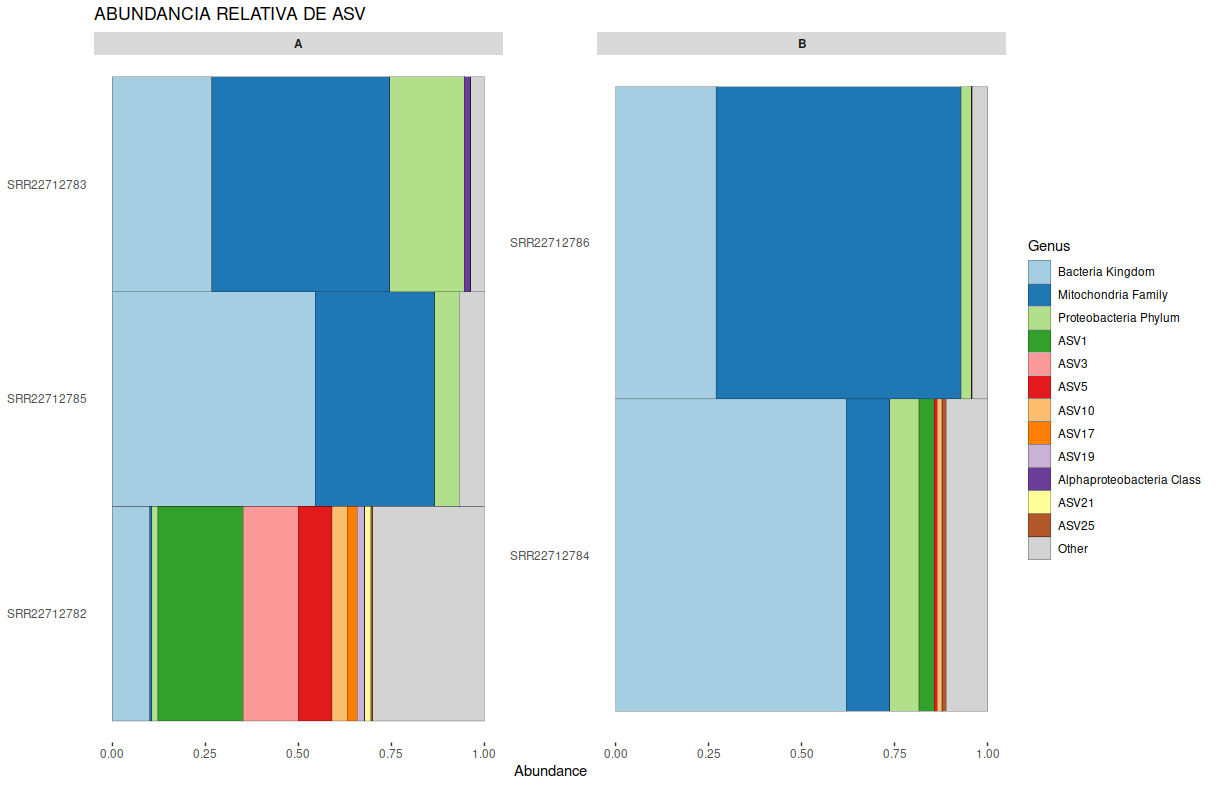 ABUNDANCIA RELATIVA DE ASV
A
B
SRR22712783
SRR22712785
SRR22712782
SRR22712786
SRR22712784
Genus
Bacteria Kingdom
Mitochondria Family
Proteobacteria Phylum
ASV1
ASV3
ASV5
ASV10
ASV17
ASV19
Alphaproteobacteria Class
ASV21
ASV25
Other
0.00 0.25 0.50 0.75 1.00
0.00 0.25 0.50 0.75 1.00
Abundance